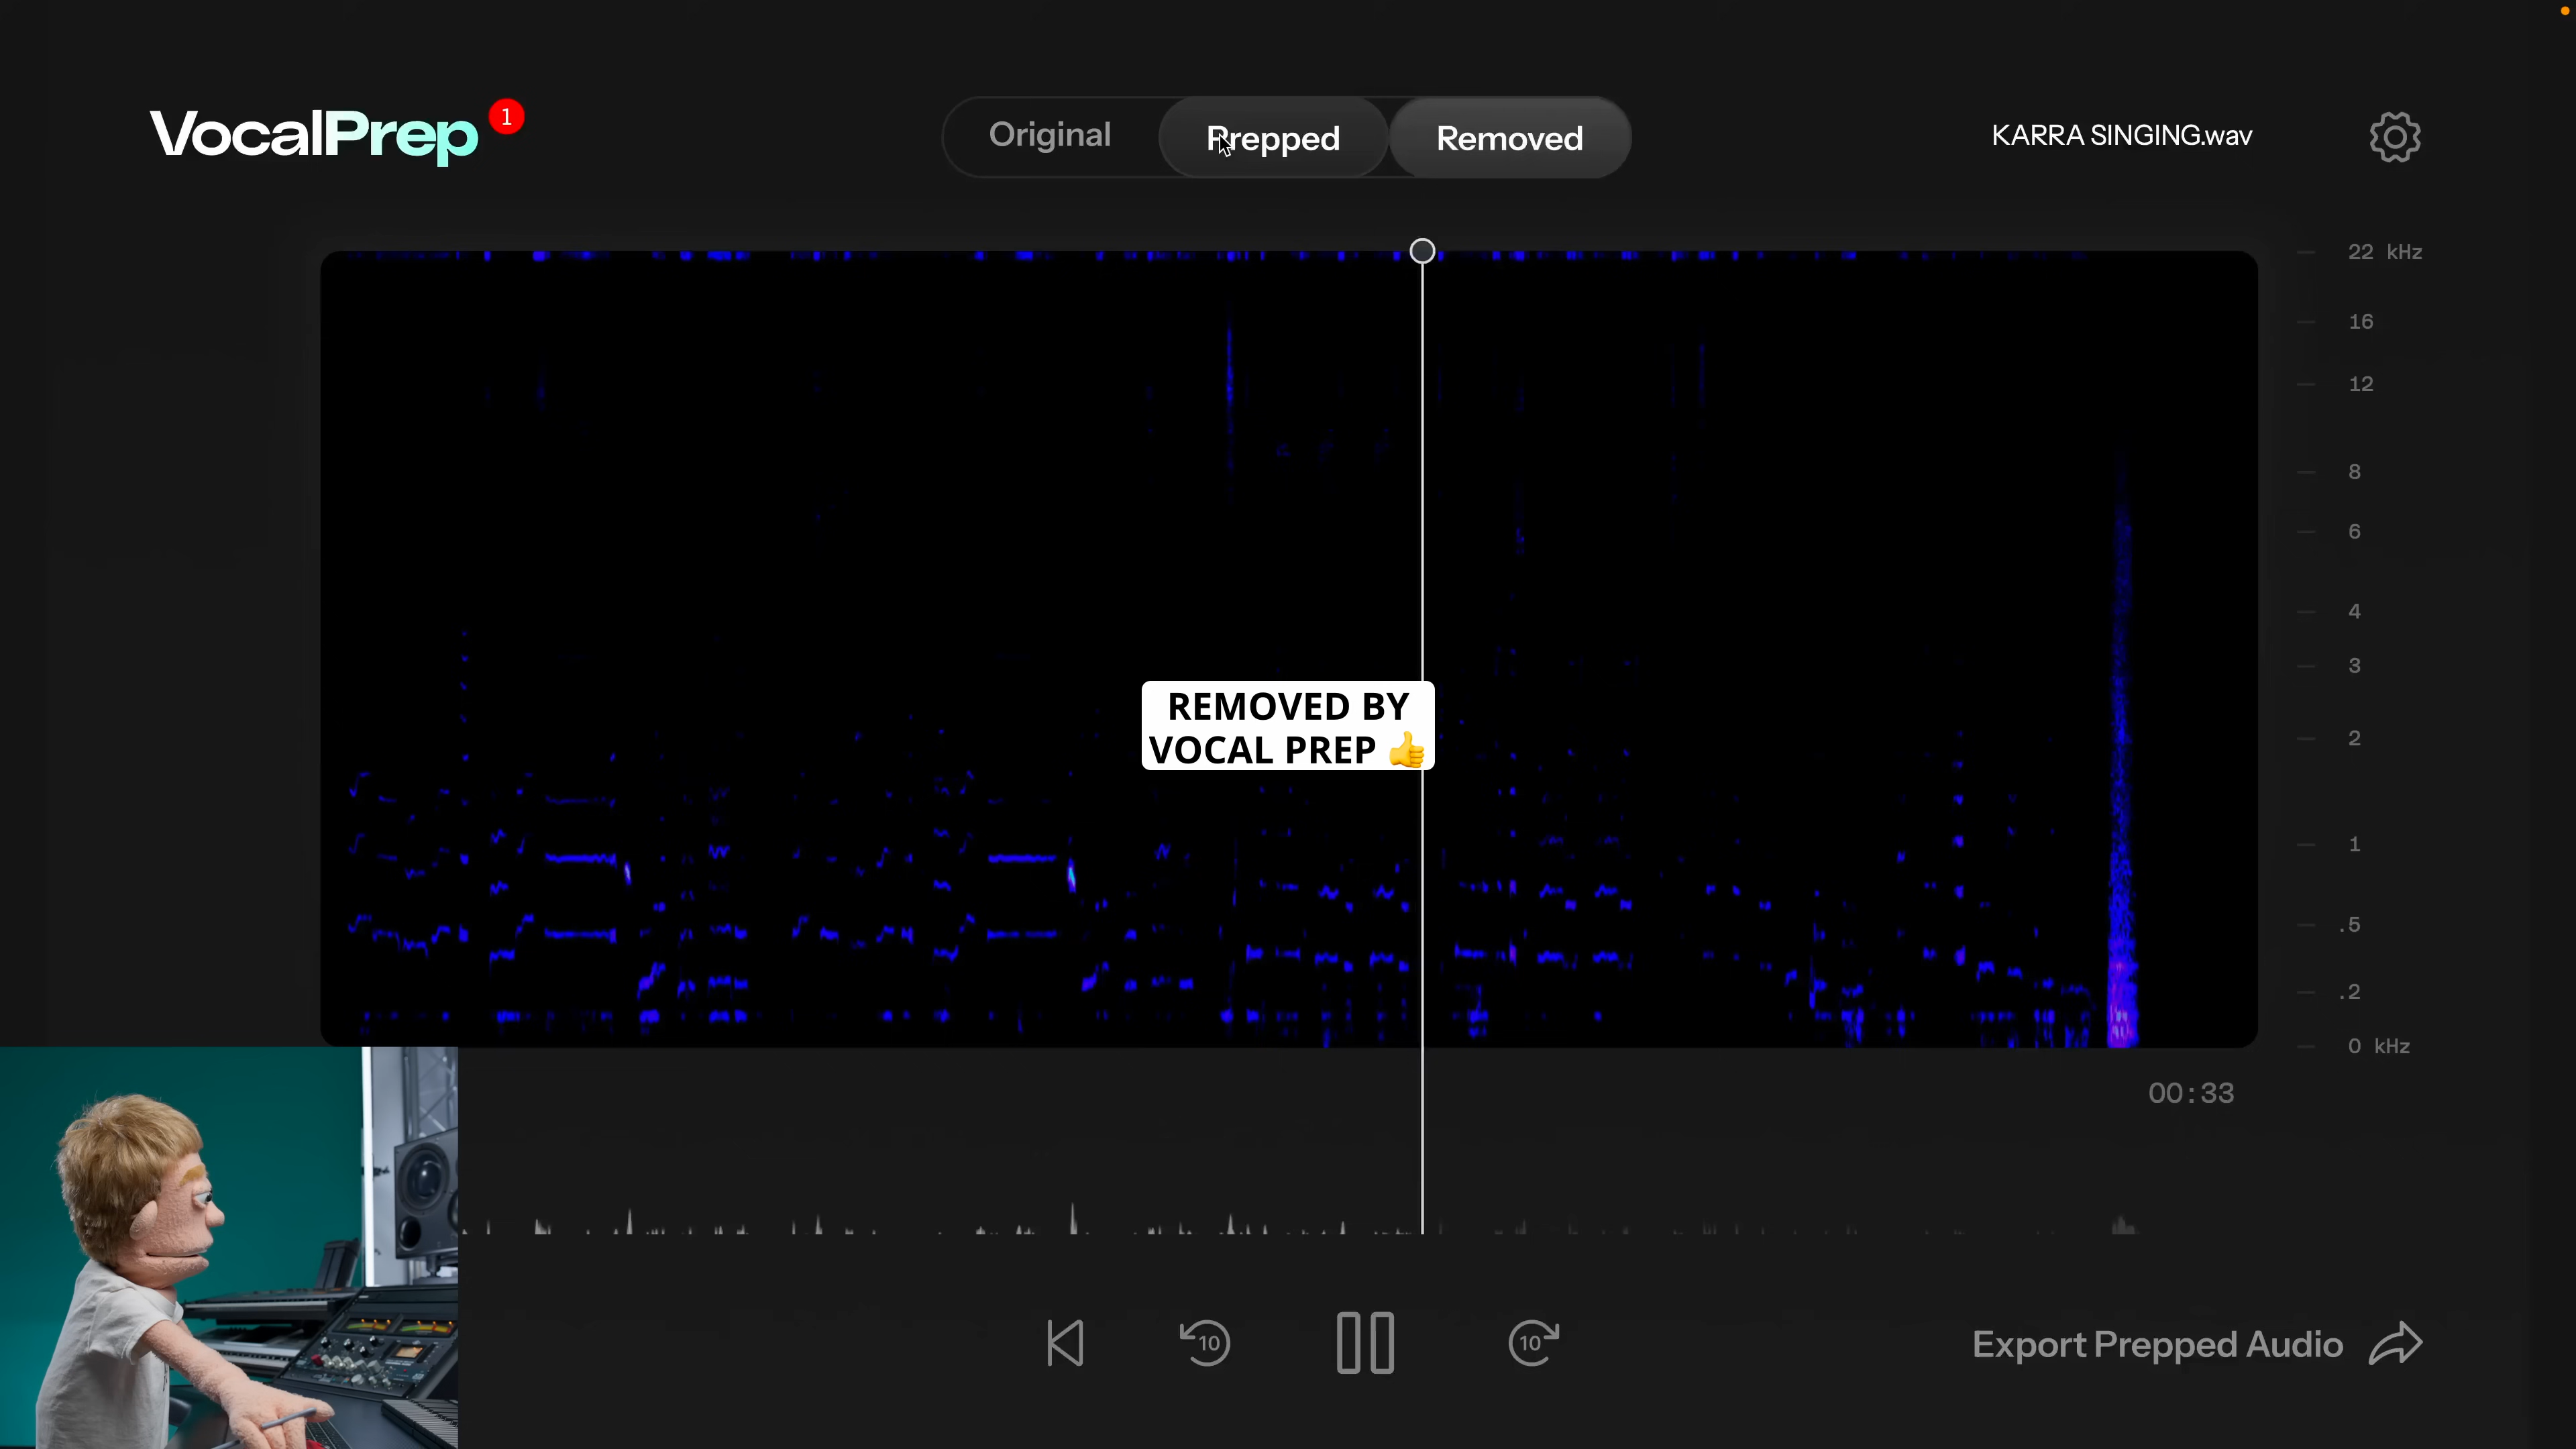 VocalPrep
1
Original
Prepped
Removed
KARRA SINGING.wav
22 kHz
16
12
8
6
4
3
2
1
.5
.2
0 kHz
REMOVED BY
VOCAL PREP 👍
00:33
10
10
Export Prepped Audio